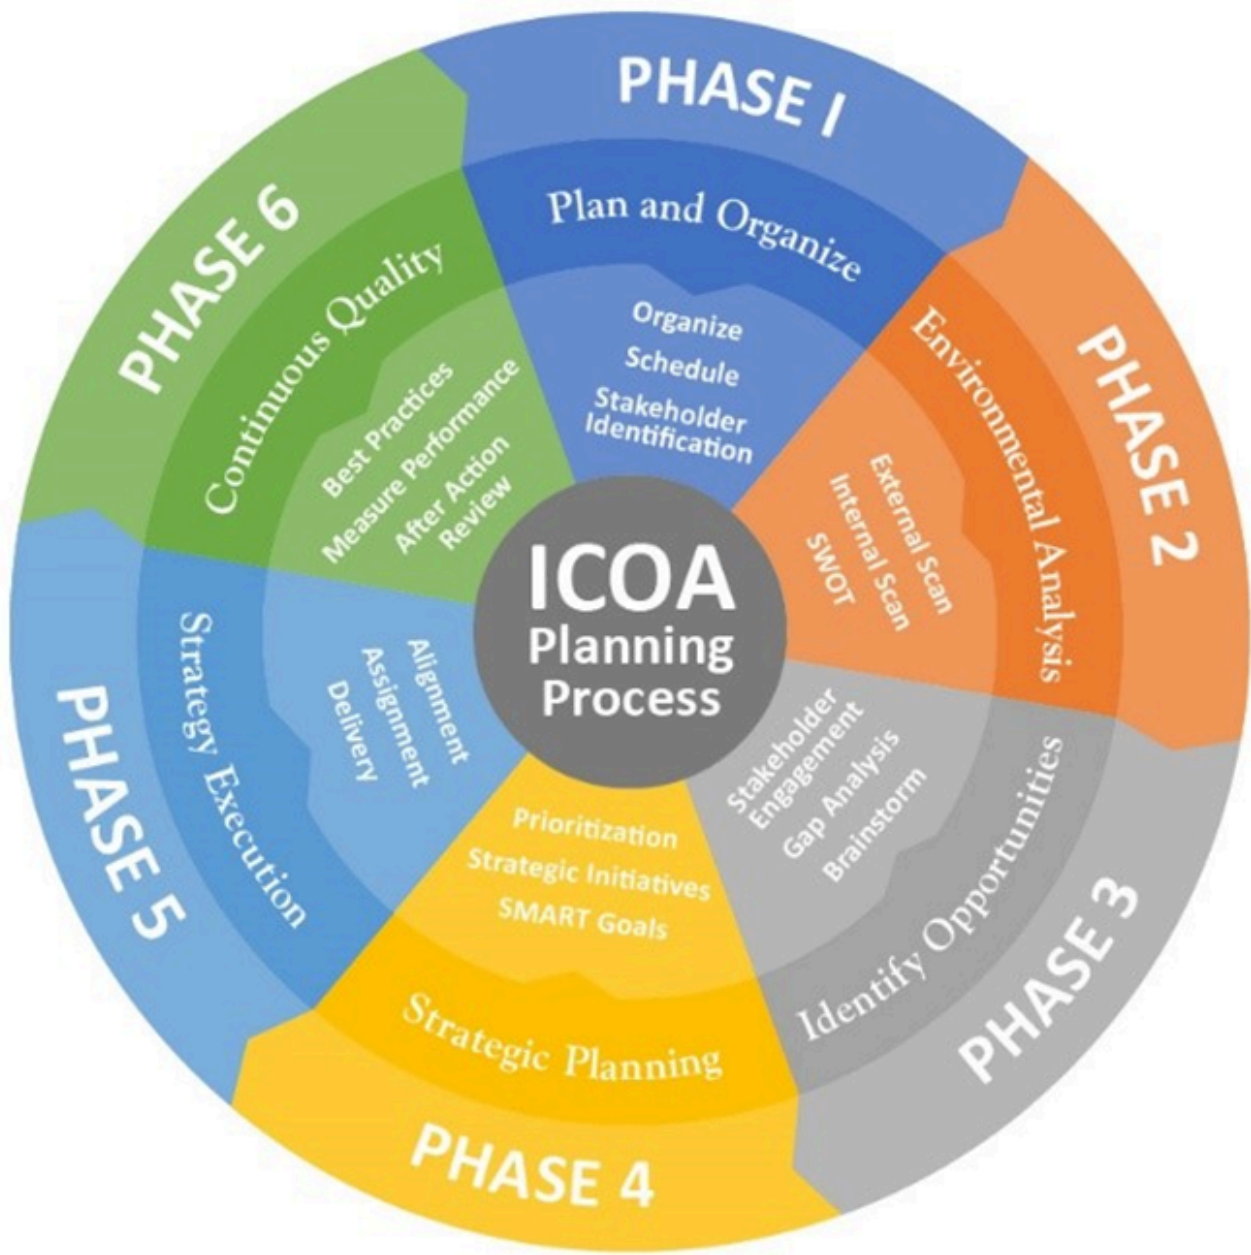 ICOA
Planning
Process
PHASE I
Plan and Organize
Organize
Schedule
Stakeholder
Identification
PHASE 2
Environmental Analysis
External Scan
Internal Scan
SWOT
PHASE 3
Identify Opportunities
Stakeholder
Engagement
Gap Analysis
Brainstorm
PHASE 4
Strategic Planning
Prioritization
Strategic Initiatives
SMART Goals
PHASE 5
Strategy Execution
Alignment
Assignment
Delivery
PHASE 6
Continuous Quality
Best Practices
Measure Performance
After Action
Review